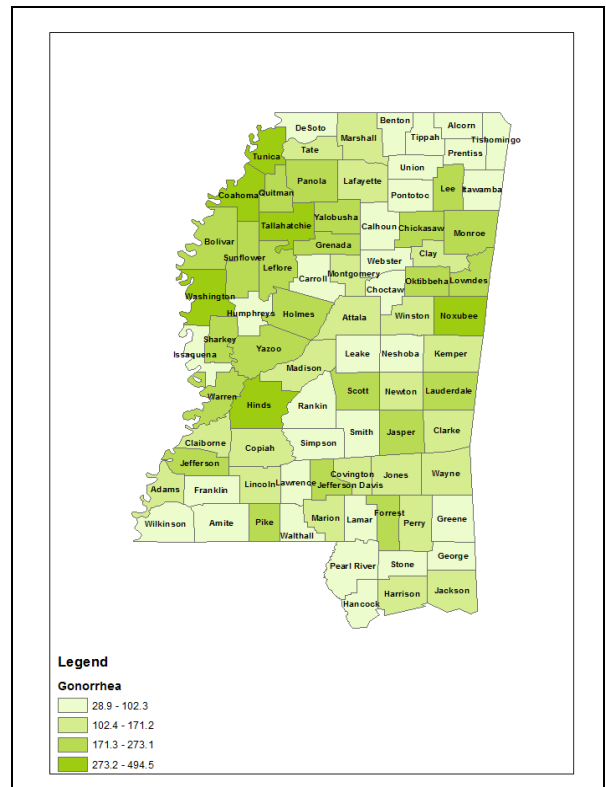 DeSoto
Benton
Alcorn
Marshall
Tippah
Tishomingo
Tate
Prentiss
Tunica
Union
Panola
Lafayette
Lee
Itawamba
Coahoma
Quitman
Pontotoc
Yalobusha
Tallahatchie
Calhoun
Chickasaw
Monroe
Bolivar
Grenada
Sunflower
Clay
Webster
Leflore
Carroll
Montgomery
Oktibbeha
Lowndes
Choctaw
Washington
Humphreys
Holmes
Attala
Winston
Noxubee
Sharkey
Yazoo
Issaquena
Leake
Neshoba
Kemper
Madison
Warren
Scott
Newton
Lauderdale
Hinds
Rankin
Smith
Jasper
Clarke
Claiborne
Copiah
Simpson
Jefferson
Covington
Jones
Wayne
Adams
Franklin
Lincoln
Lawrence
Jefferson Davis
Forrest
Wilkinson
Amite
Pike
Marion
Lamar
Perry
Greene
Walthall
George
Pearl River
Stone
Hancock
Harrison
Jackson
Legend
Gonorrhea
28.9 - 102.3
102.4 - 171.2
171.3 - 273.1
273.2 - 494.5